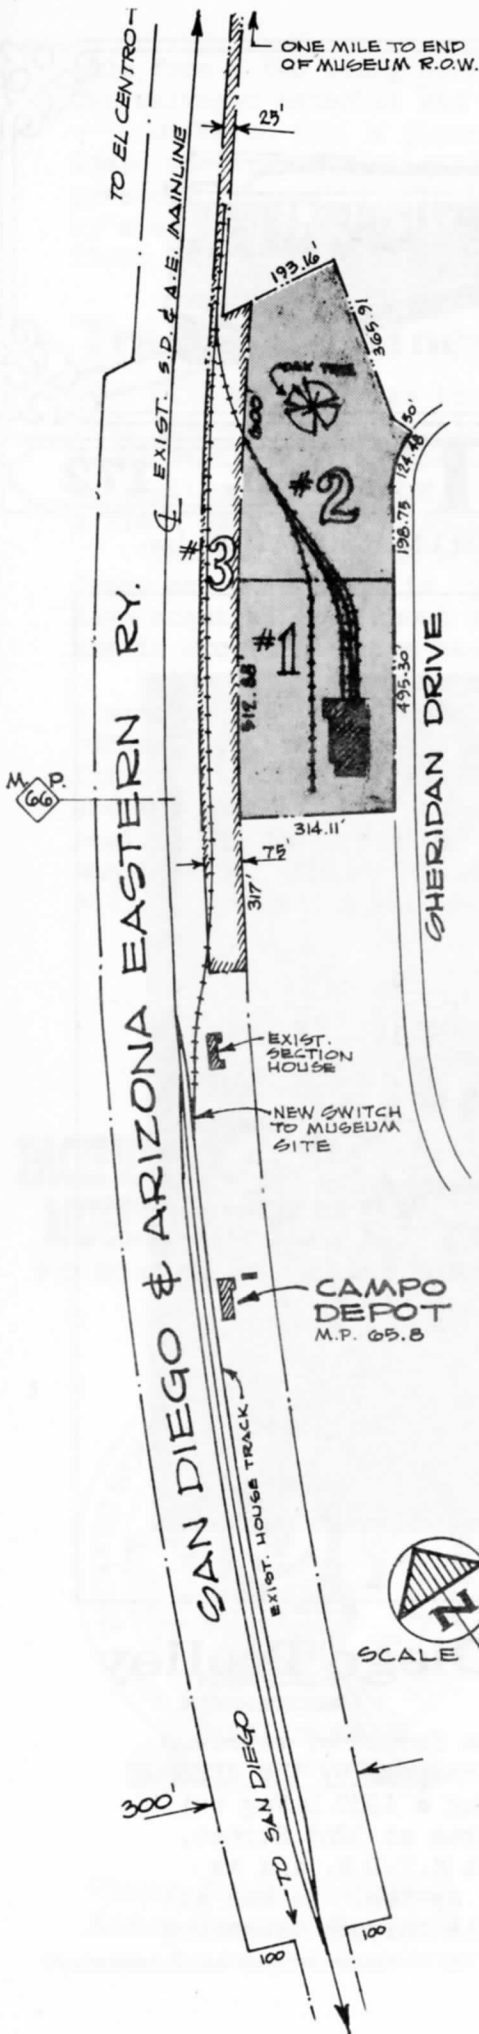 ONE MILE TO END
OF MUSEUM R.O.W.
TO EL CENTRO
25'
EXIST. S.D. & A.E. MAINLINE
193.16'
365.91
OAK TREE
50'
124.48
600
#2
198.75
#3
#1
495.30'
512.88
SHERIDAN DRIVE
M.P.
66
314.11'
75'
317'
SAN DIEGO & ARIZONA EASTERN RY.
EXIST.
SECTION
HOUSE
NEW SWITCH
TO MUSEUM
SITE
CAMPO
DEPOT
M.P. 65.8
EXIST. HOUSE TRACK
N
SCALE
300'
TO SAN DIEGO
100
100